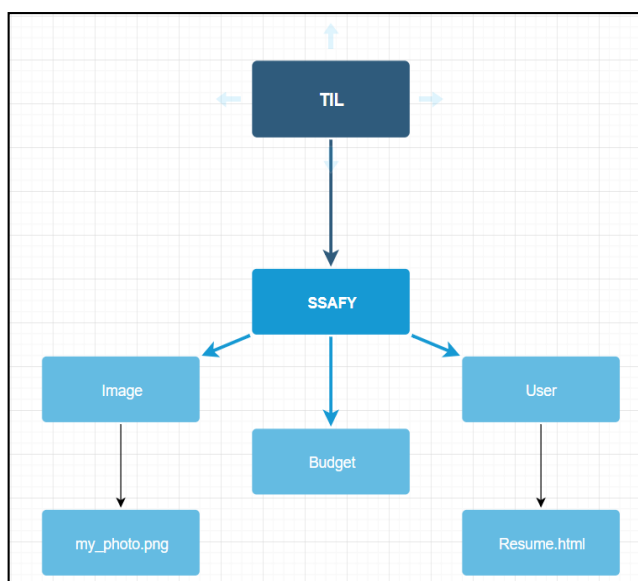 TIL
SSAFY
Image
User
Budget
my_photo.png
Resume.html